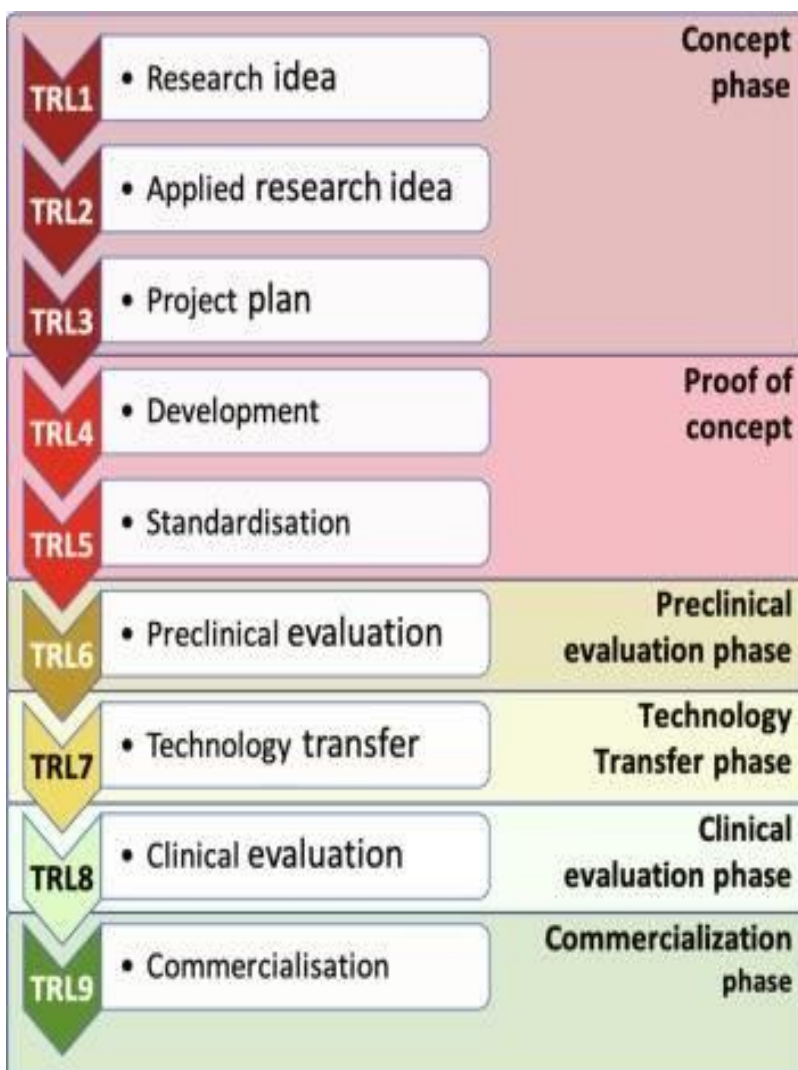 Concept
phase
TRL1
• Research idea
TRL2
• Applied research idea
TRL3
• Project plan
Proof of
concept
TRL4
• Development
TRL5
• Standardisation
Preclinical
evaluation phase
TRL6
• Preclinical evaluation
Technology
Transfer phase
TRL7
• Technology transfer
Clinical
evaluation phase
TRL8
• Clinical evaluation
Commercialization
phase
TRL9
• Commercialisation